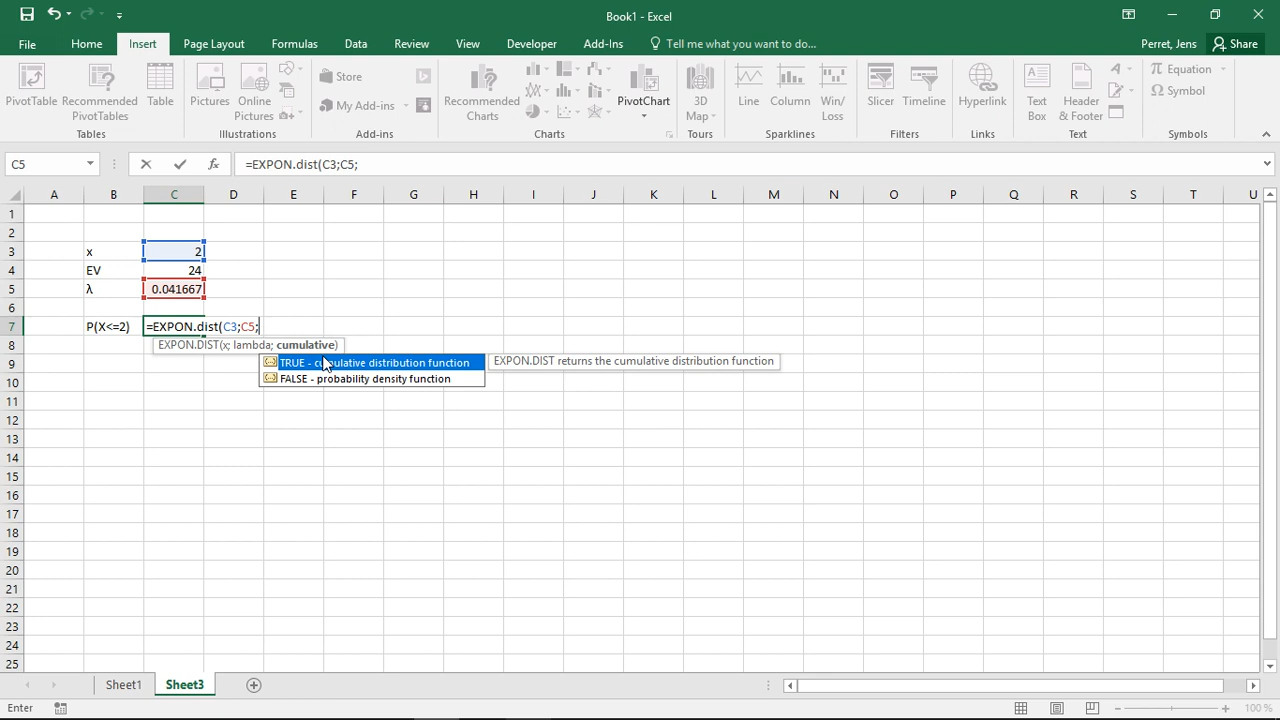 Book1 - Excel
File Home Insert Page Layout Formulas Data Review View Developer Add-Ins Tell me what you want to do... Perret, Jens Share
PivotTable Recommended PivotTables Table
Tables
Pictures Online Pictures
Illustrations
Store
My Add-ins
Add-ins
Recommended Charts
PivotChart
Charts
3D Map
Tours
Line Column Win/ Loss
Sparklines
Slicer Timeline
Filters
Hyperlink
Links
Text Box Header & Footer
Text
Equation
Symbol
Symbols
C5 fx =EXPON.dist(C3;C5;
A B C D E F G H I J K L M N O P Q R S T U
1
2
3 x 2
4 EV 24
5 λ 0.041667
6
7 P(X<=2) =EXPON.dist(C3;C5;
8 EXPON.DIST(x; lambda; cumulative)
9 TRUE - cumulative distribution function EXPON.DIST returns the cumulative distribution function
10 FALSE - probability density function
11
12
13
14
15
16
17
18
19
20
21
22
23
24
25
Sheet1 Sheet3
Enter 100 %